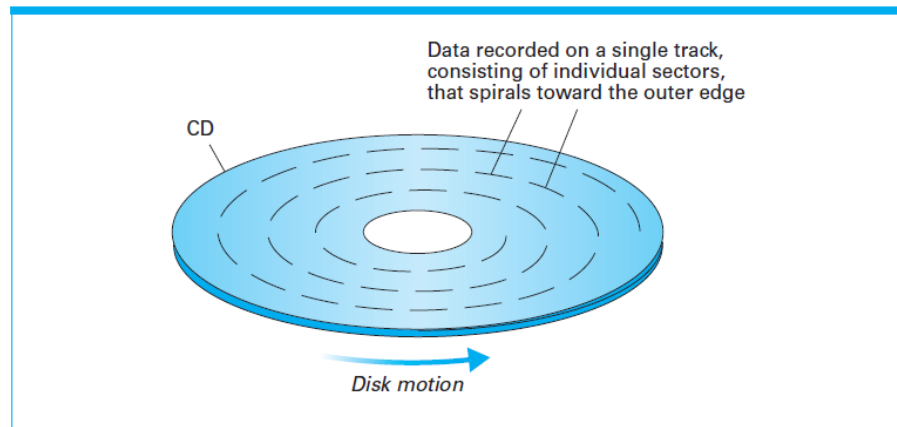 Data recorded on a single track,
consisting of individual sectors,
that spirals toward the outer edge
CD
Disk motion